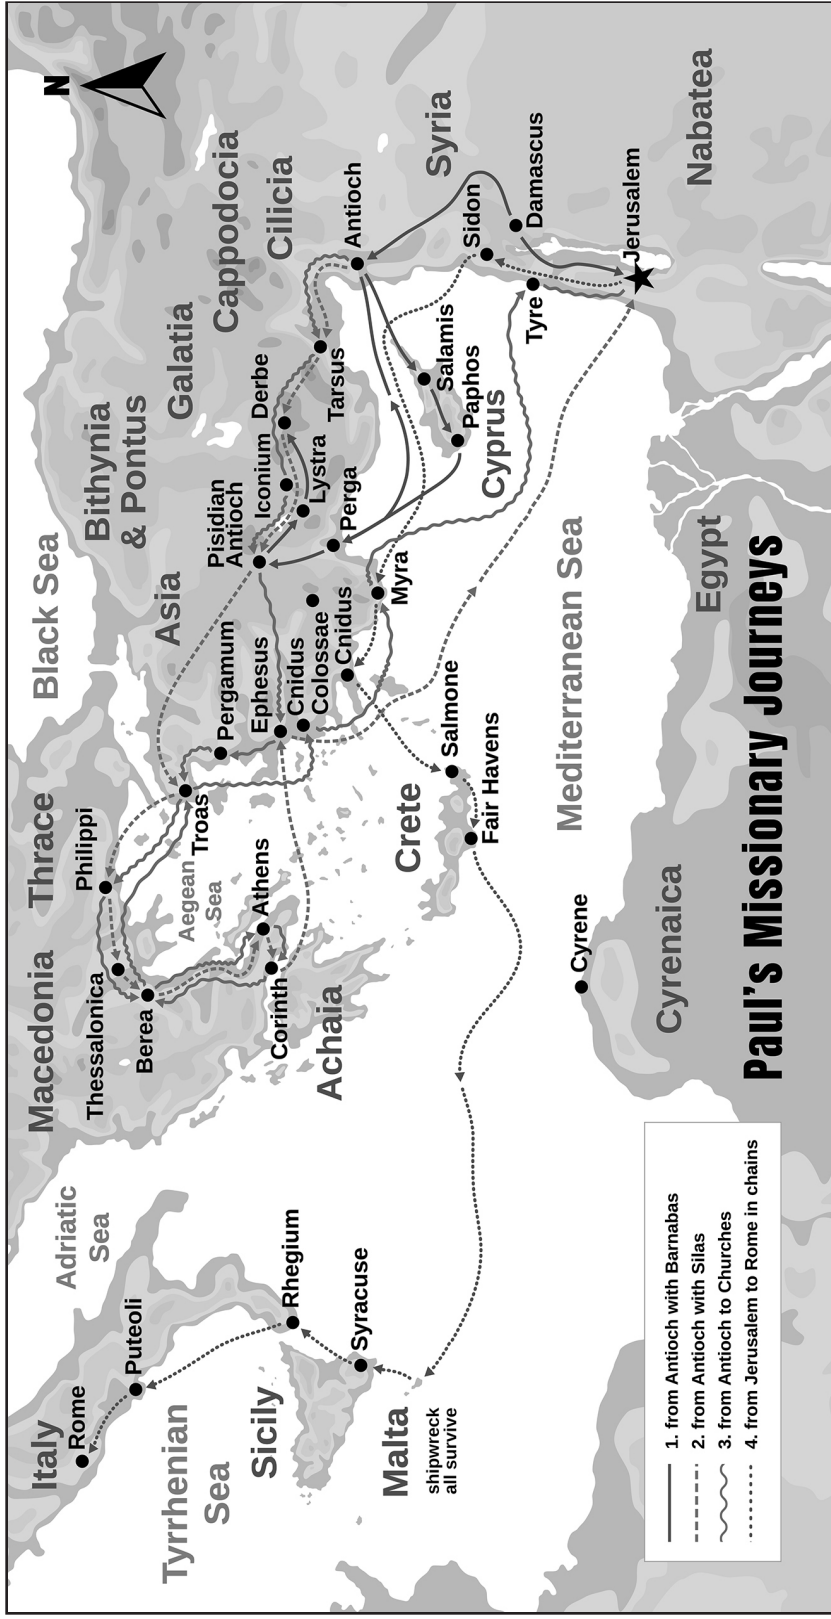 N
Black Sea
Adriatic
Sea
Tyrrhenian
Sea
Aegean
Sea
Mediterranean Sea
Italy
Rome
Puteoli
Rhegium
Sicily
Syracuse
Malta
shipwreck
all survive
Macedonia
Thrace
Philippi
Thessalonica
Berea
Athens
Corinth
Achaia
Troas
Bithynia
& Pontus
Asia
Pergamum
Ephesus
Cnidus
Colossae
Cnidus
Galatia
Cappodocia
Cilicia
Pisidian
Antioch
Iconium
Derbe
Lystra
Tarsus
Perga
Myra
Antioch
Syria
Salamis
Paphos
Cyprus
Crete
Salmone
Fair Havens
Sidon
Damascus
Tyre
Jerusalem
Nabatea
Egypt
Cyrene
Cyrenaica
Paul's Missionary Journeys
1. from Antioch with Barnabas
2. from Antioch with Silas
3. from Antioch to Churches
4. from Jerusalem to Rome in chains